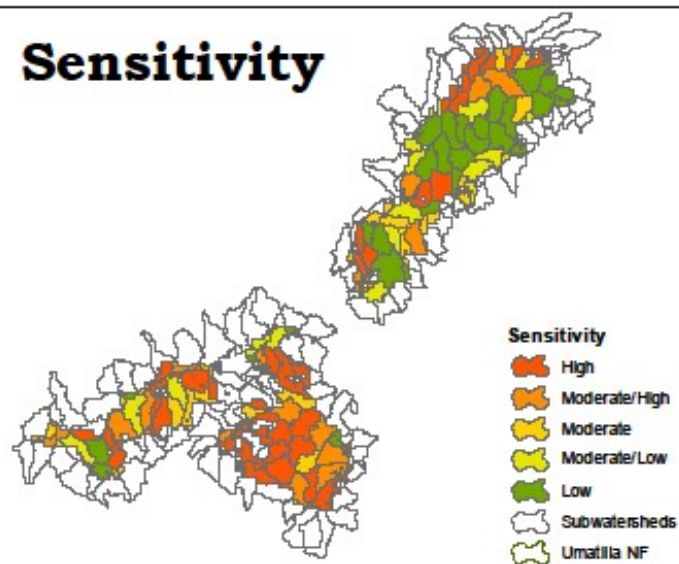 Sensitivity
Sensitivity
High
Moderate/High
Moderate
Moderate/Low
Low
Subwatersheds
Umatilla NF